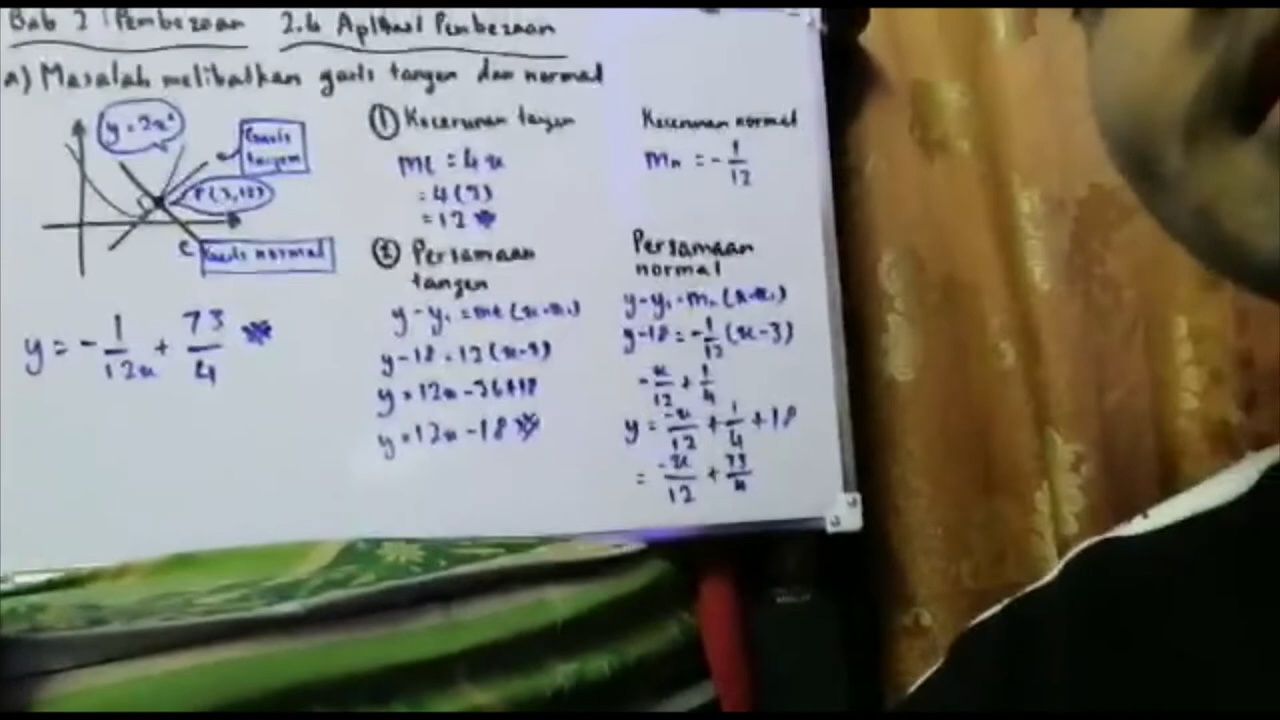 Bab 2 : Pembezaan 2.4 Aplikasi Pembezaan
A) Masalah melibatkan garis tangen dan normal
y = 2x²
Garis
tangen
P(3,18)
Garis normal
y = - 1/12x + 73/4
① Kecerunan tangen
mt = 4x
= 4(3)
= 12
② Persamaan
tangen
y - y₁ = mt (x - x₁)
y - 18 = 12 (x - 3)
y = 12x - 36 + 18
y = 12x - 18
Kecerunan normal
mn = - 1/12
Persamaan
normal
y - y₁ = mn (x - x₁)
y - 18 = - 1/12 (x - 3)
- x/12 + 1/4
y = -x/12 + 1/4 + 18
= -x/12 + 73/4